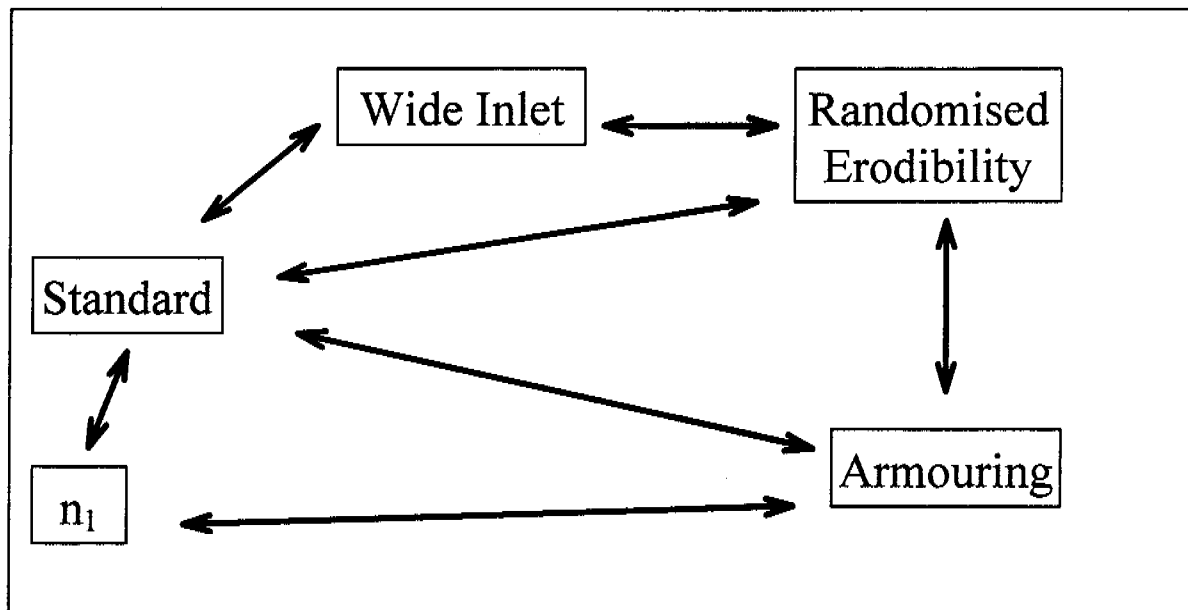 Wide Inlet
Randomised
Erodibility
Standard
Armouring
n₁